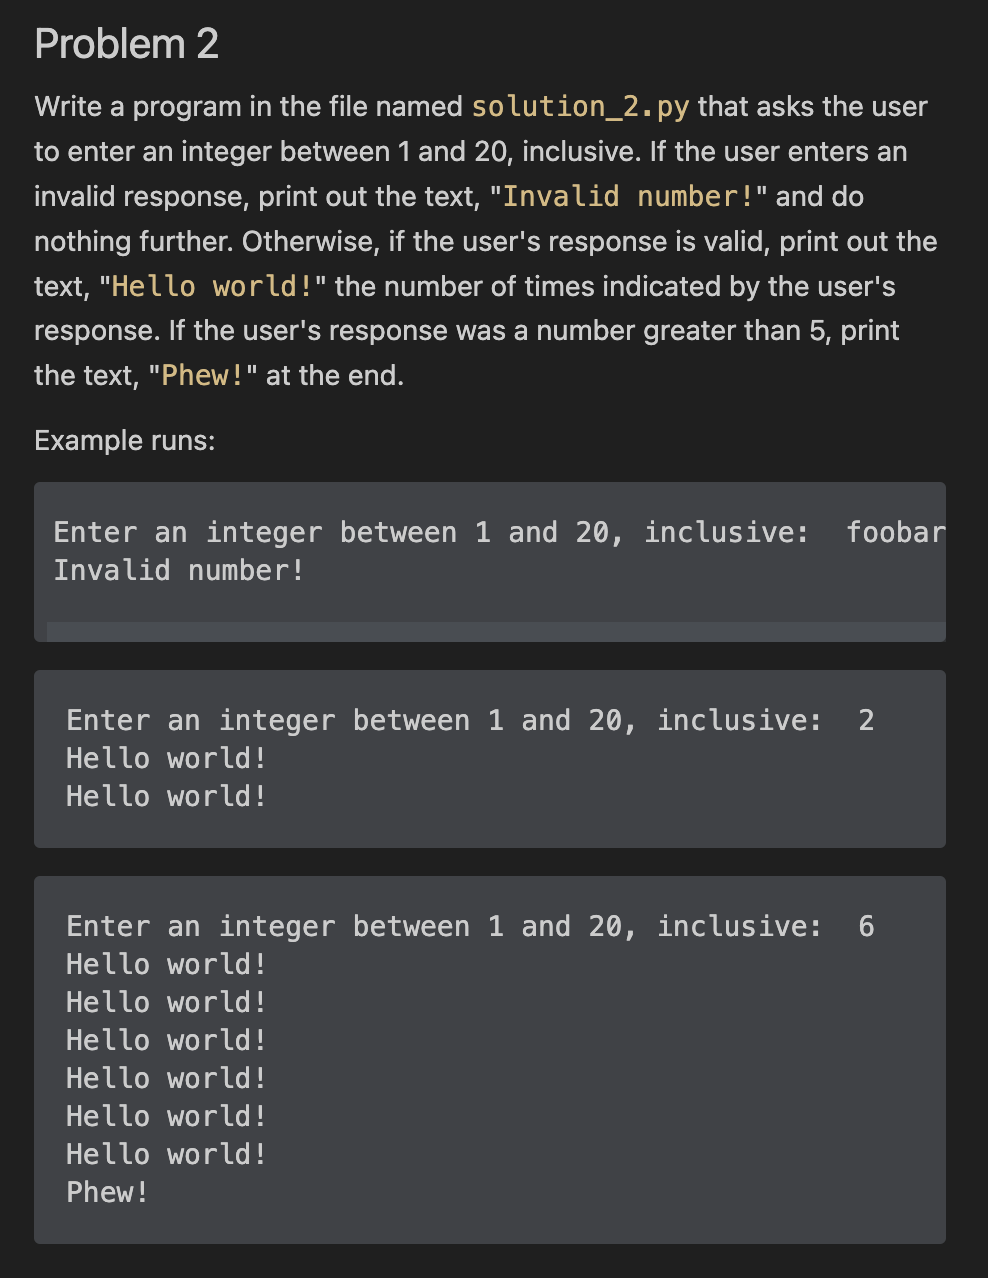 Problem 2
Write a program in the file named solution_2.py that asks the user
to enter an integer between 1 and 20, inclusive. If the user enters an
invalid response, print out the text, "Invalid number!" and do
nothing further. Otherwise, if the user's response is valid, print out the
text, "Hello world!" the number of times indicated by the user's
response. If the user's response was a number greater than 5, print
the text, "Phew!" at the end.
Example runs:
Enter an integer between 1 and 20, inclusive:  foobar
Invalid number!
Enter an integer between 1 and 20, inclusive:  2
Hello world!
Hello world!
Enter an integer between 1 and 20, inclusive:  6
Hello world!
Hello world!
Hello world!
Hello world!
Hello world!
Hello world!
Phew!